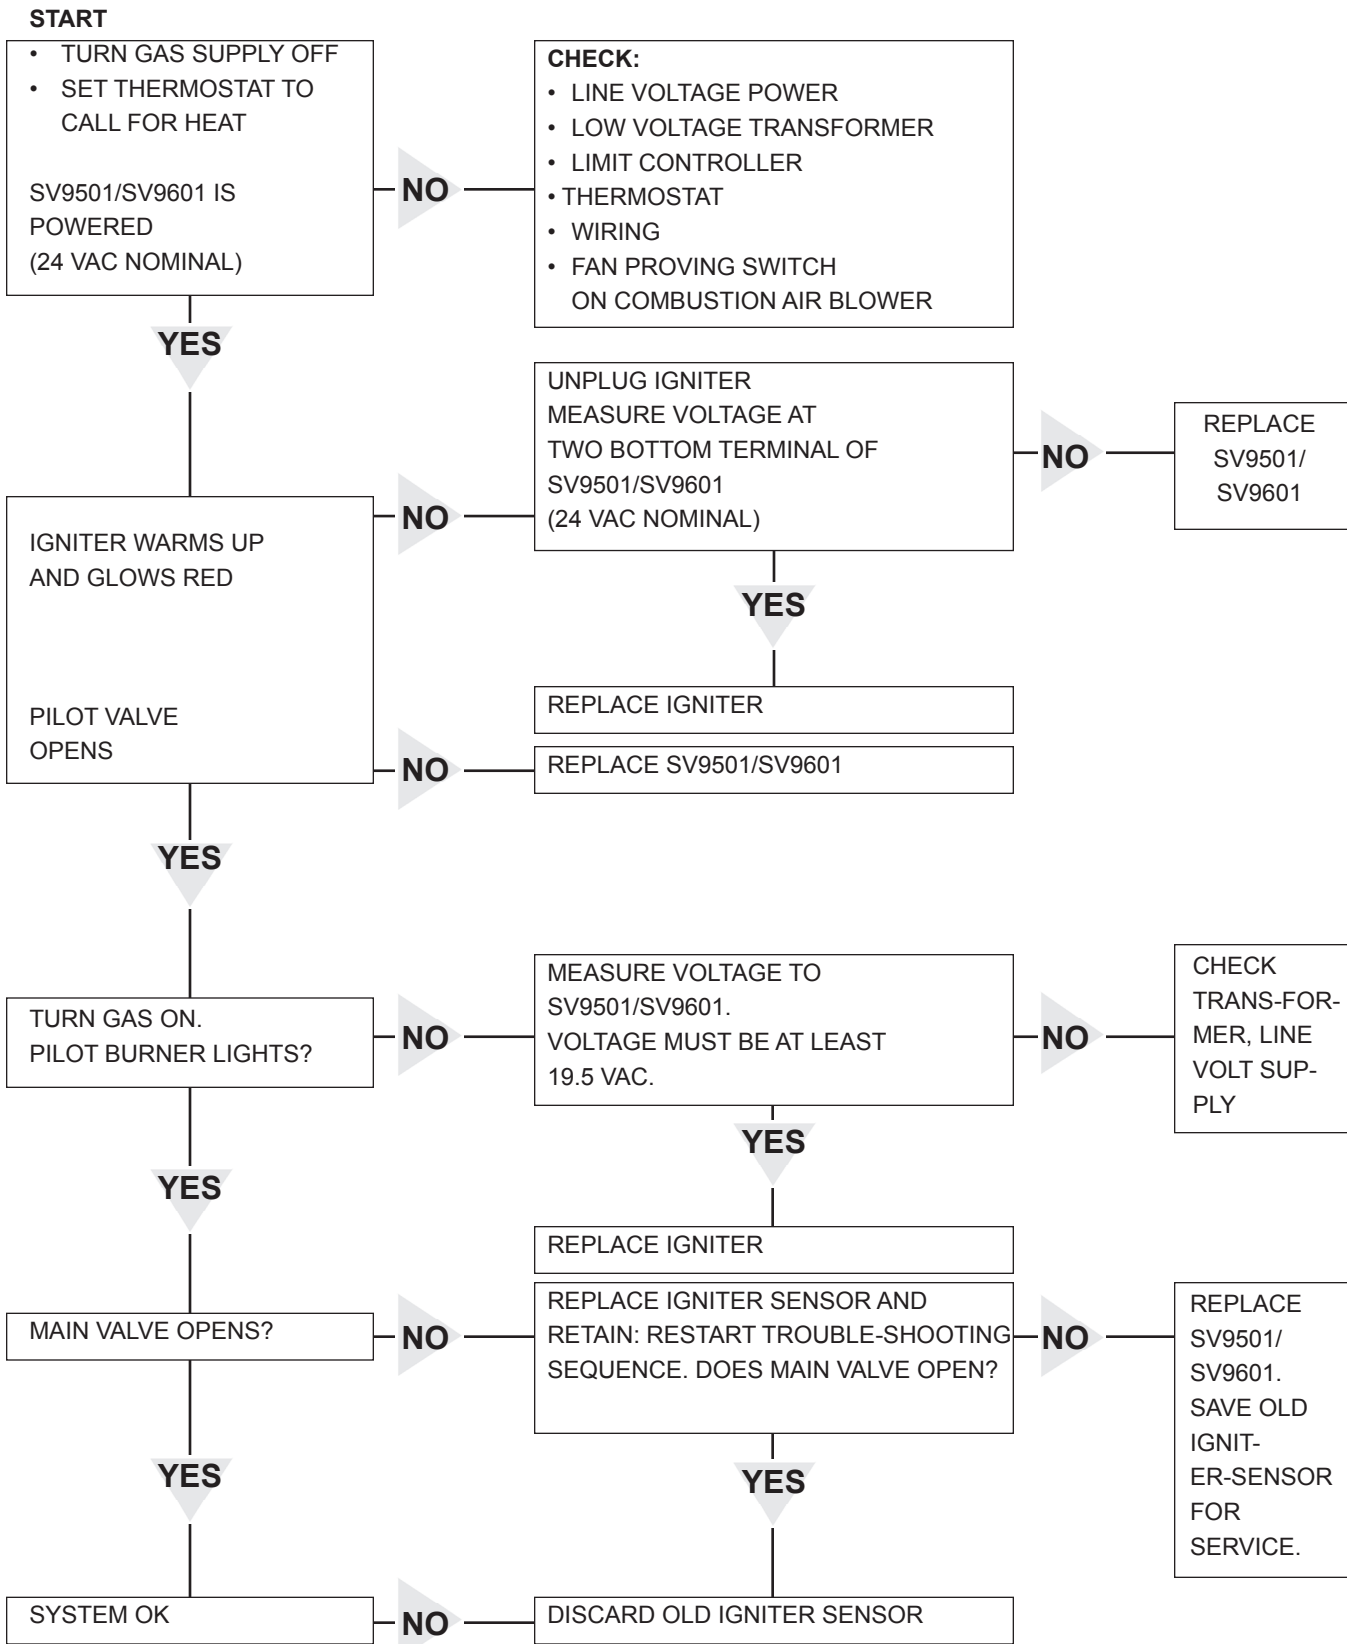 START
• TURN GAS SUPPLY OFF
• SET THERMOSTAT TO
CALL FOR HEAT
SV9501/SV9601 IS
POWERED
(24 VAC NOMINAL)
NO
CHECK:
• LINE VOLTAGE POWER
• LOW VOLTAGE TRANSFORMER
• LIMIT CONTROLLER
• THERMOSTAT
• WIRING
• FAN PROVING SWITCH
ON COMBUSTION AIR BLOWER
YES
IGNITER WARMS UP
AND GLOWS RED
PILOT VALVE
OPENS
NO
UNPLUG IGNITER
MEASURE VOLTAGE AT
TWO BOTTOM TERMINAL OF
SV9501/SV9601
(24 VAC NOMINAL)
NO
REPLACE
SV9501/
SV9601
YES
REPLACE IGNITER
NO
REPLACE SV9501/SV9601
YES
TURN GAS ON.
PILOT BURNER LIGHTS?
NO
MEASURE VOLTAGE TO
SV9501/SV9601.
VOLTAGE MUST BE AT LEAST
19.5 VAC.
NO
CHECK
TRANS-FOR-
MER, LINE
VOLT SUP-
PLY
YES
REPLACE IGNITER
YES
MAIN VALVE OPENS?
NO
REPLACE IGNITER SENSOR AND
RETAIN: RESTART TROUBLE-SHOOTING
SEQUENCE. DOES MAIN VALVE OPEN?
NO
REPLACE
SV9501/
SV9601.
SAVE OLD
IGNIT-
ER-SENSOR
FOR
SERVICE.
YES
YES
SYSTEM OK
NO
DISCARD OLD IGNITER SENSOR